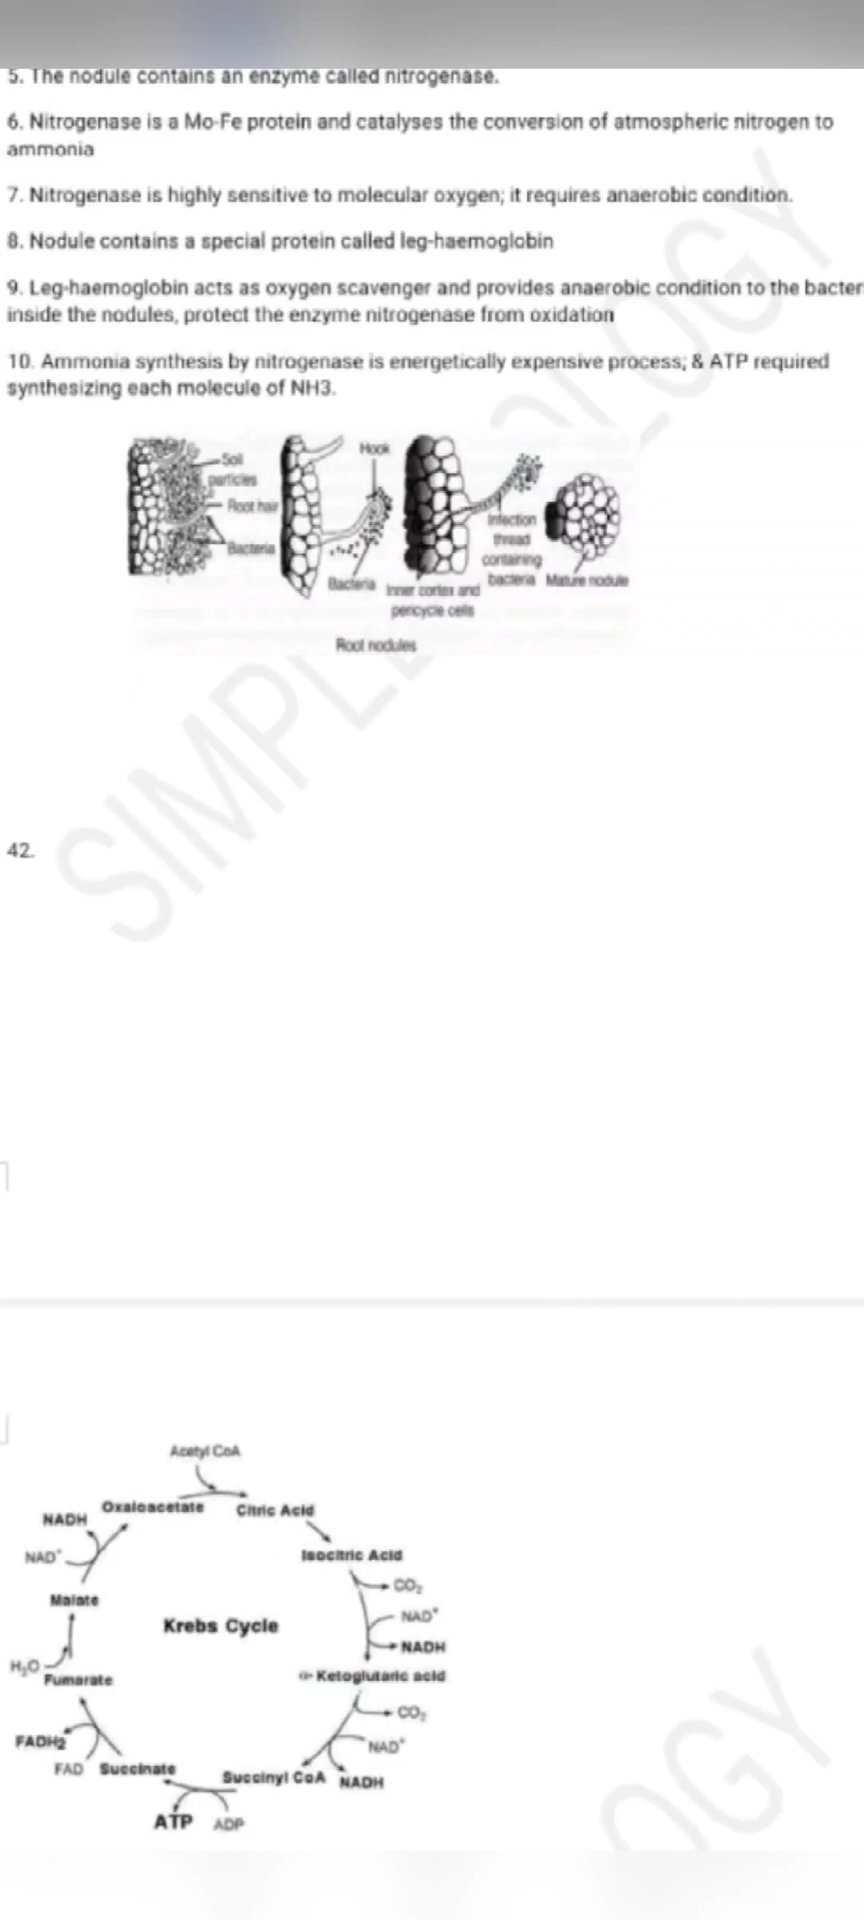 5. The nodule contains an enzyme called nitrogenase.
6. Nitrogenase is a Mo-Fe protein and catalyses the conversion of atmospheric nitrogen to
ammonia
7. Nitrogenase is highly sensitive to molecular oxygen; it requires anaerobic condition.
8. Nodule contains a special protein called leg-haemoglobin
9. Leg-haemoglobin acts as oxygen scavenger and provides anaerobic condition to the bacter
inside the nodules, protect the enzyme nitrogenase from oxidation
10. Ammonia synthesis by nitrogenase is energetically expensive process; & ATP required
synthesizing each molecule of NH3.
Soil
particles
Root hair
Bacteria
Hook
Bacteria
Inner cortex and
pericycle cells
Infection
thread
containing
bacteria
Mature nodule
Root nodules
SIMPL
OLOGY
42.
Acetyl CoA
Oxaloacetate
Citric Acid
NADH
NAD⁺
Isocitric Acid
CO₂
Malate
NAD⁺
Krebs Cycle
NADH
H₂O
Fumarate
α-Ketoglutaric acid
CO₂
FADH2
NAD⁺
FAD
Succinate
Succinyl CoA
NADH
ATP
ADP
OGY